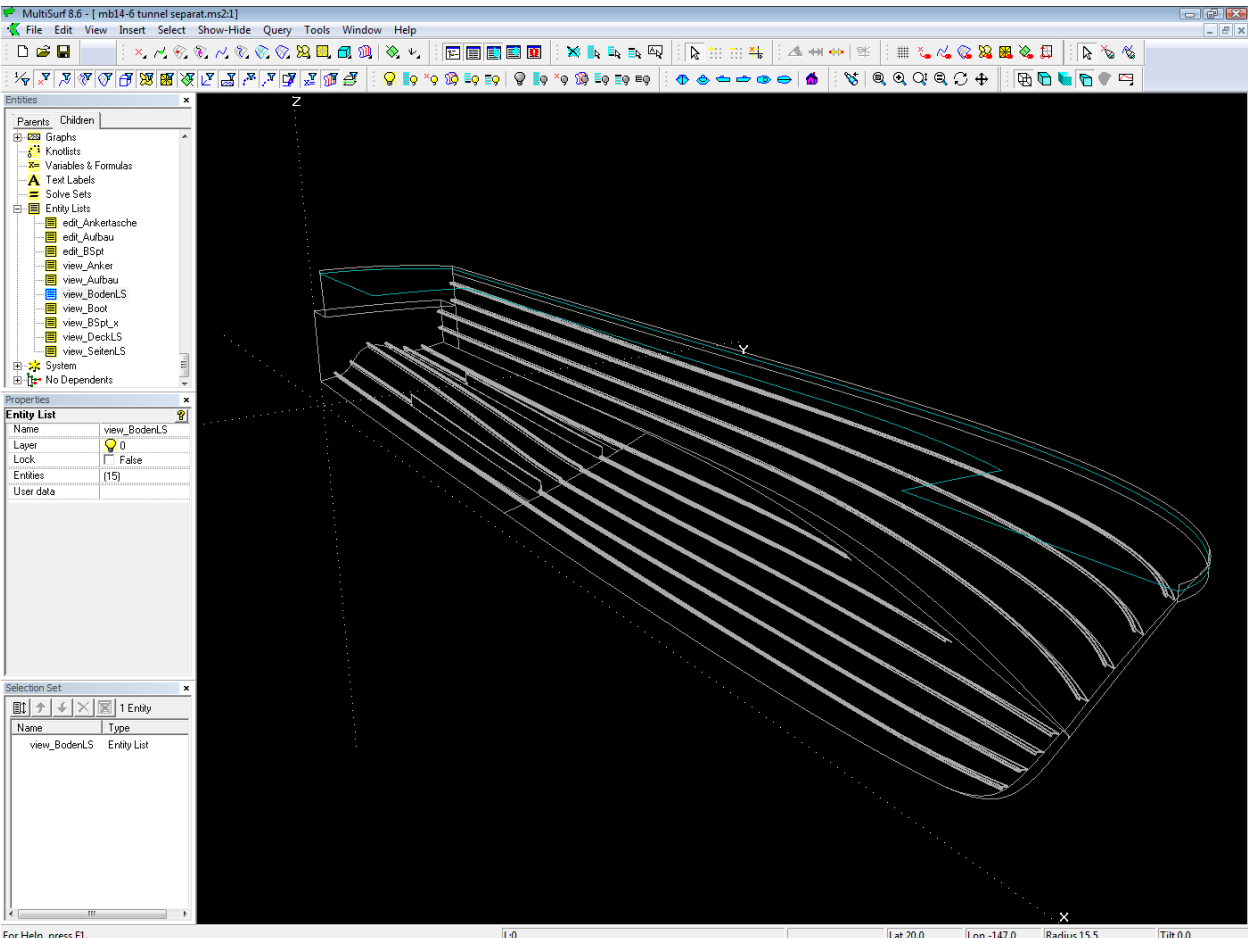 MultiSurf 8.6 - [ mb14-6 tunnel separat.ms2:1]
File Edit View Insert Select Show-Hide Query Tools Window Help
Entities
Parents Children
Graphs
Knotlists
X= Variables & Formulas
A Text Labels
Solve Sets
Entity Lists
edit_Ankertasche
edit_Aufbau
edit_BSpt
view_Anker
view_Aufbau
view_BodenLS
view_Boot
view_BSpt_x
view_DeckLS
view_SeitenLS
System
No Dependents
Properties
Entity List
Name view_BodenLS
Layer 0
Lock False
Entities (15)
User data
Selection Set
1 Entity
Name Type
view_BodenLS Entity List
Z
Y
X
For Help, press F1.
L:0
Lat 20.0 Lon -147.0 Radius 15.5 Tilt 0.0